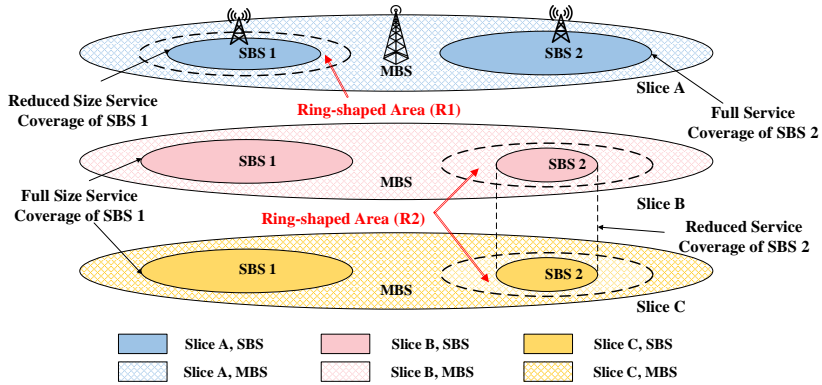 SBS 1
MBS
SBS 2
Slice A
Reduced Size Service
Coverage of SBS 1
Ring-shaped Area (R1)
Full Service
Coverage of SBS 2
SBS 1
SBS 2
MBS
Slice B
Full Size Service
Coverage of SBS 1
Ring-shaped Area (R2)
Reduced Service
Coverage of SBS 2
SBS 1
SBS 2
MBS
Slice C
Slice A, SBS
Slice B, SBS
Slice C, SBS
Slice A, MBS
Slice B, MBS
Slice C, MBS